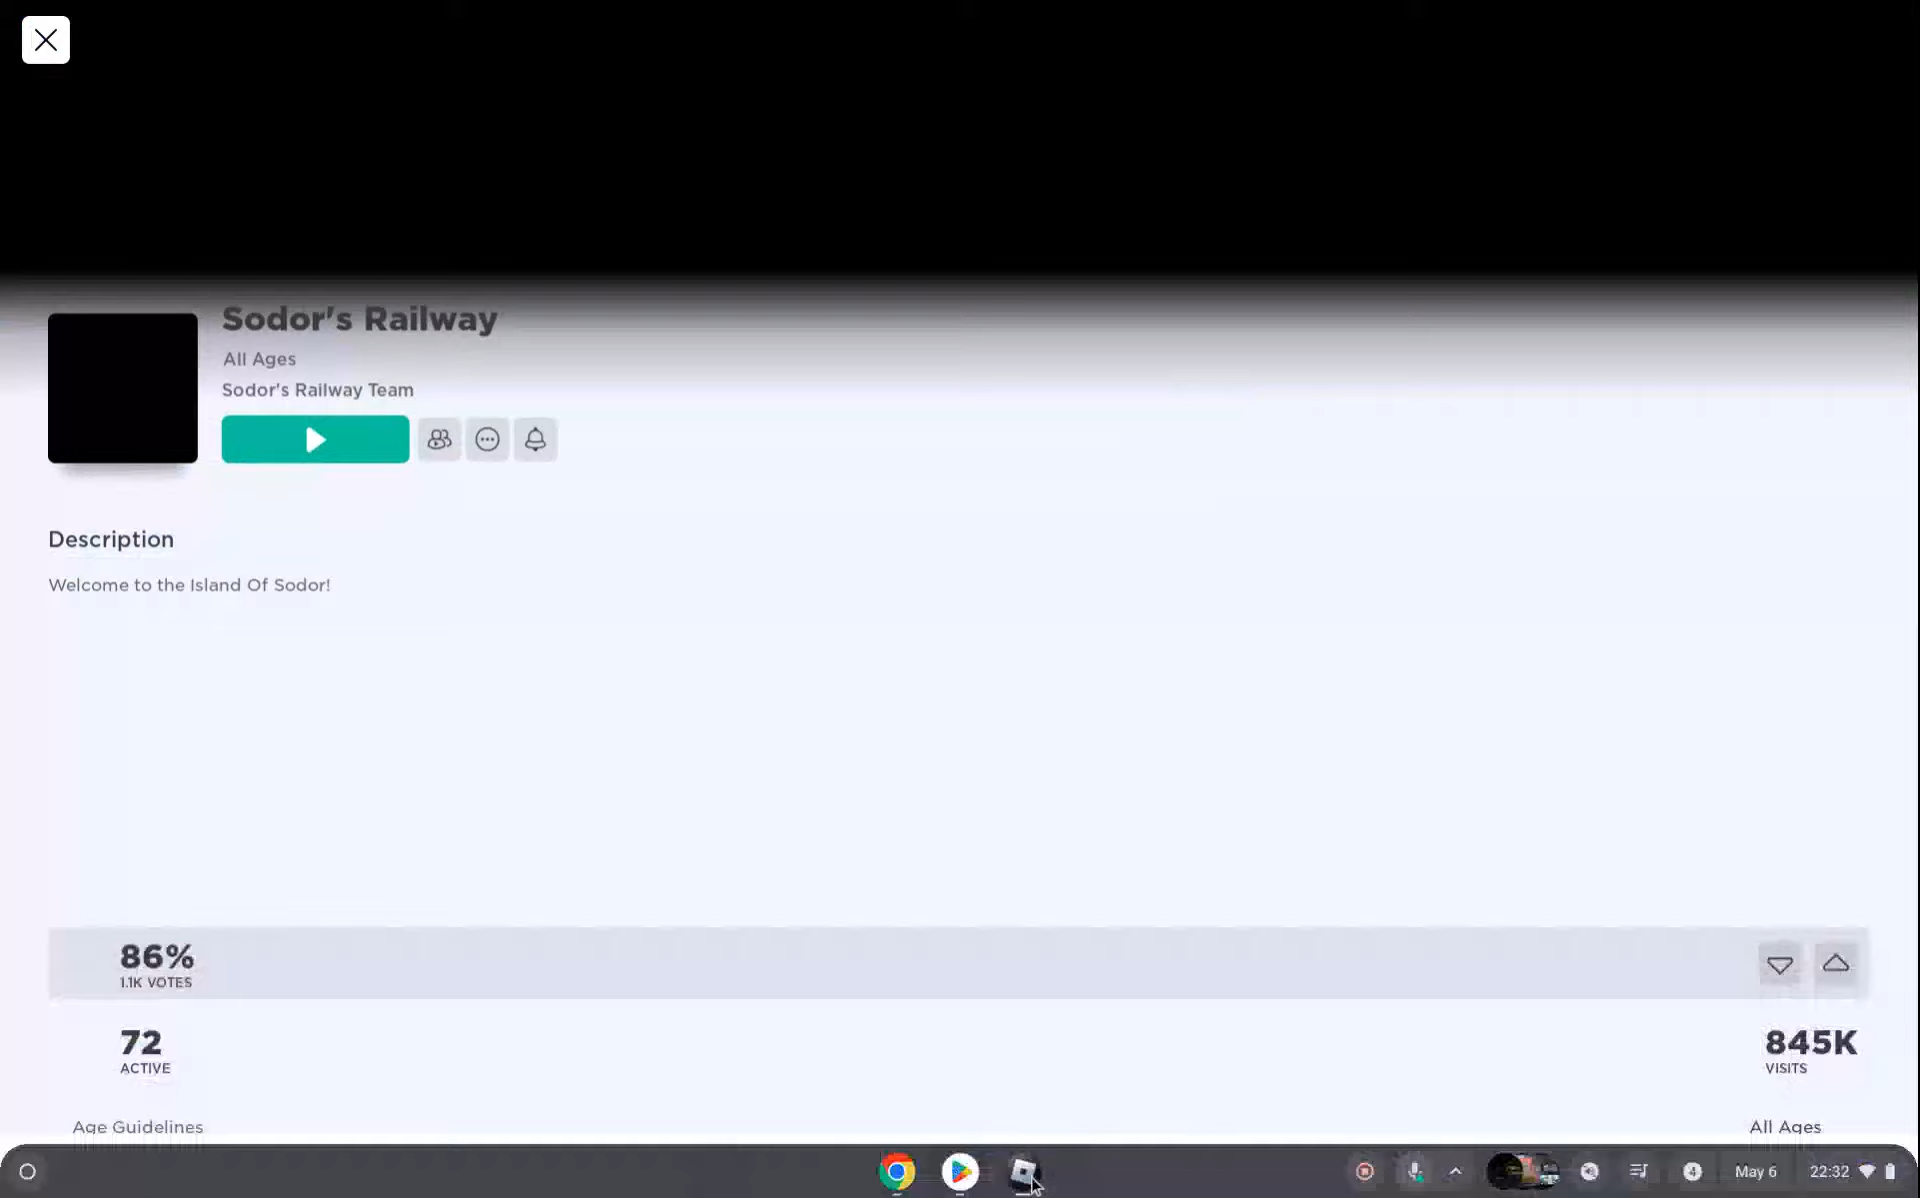 Sodor's Railway
All Ages
Sodor's Railway Team
Description
Welcome to the Island Of Sodor!
86%
1.1K VOTES
72
ACTIVE
845K
VISITS
Age Guidelines
All Ages
4
May 6
22:32